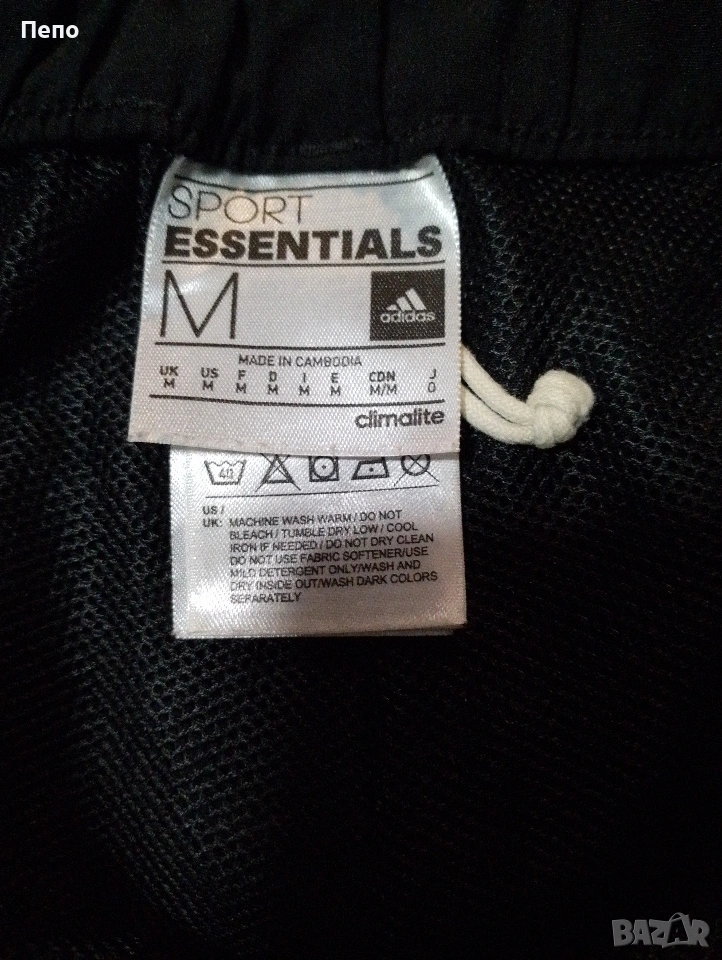 Пепо
SPORT
ESSENTIALS
M
adidas
MADE IN CAMBODIA
UK US F D I E CDN J
M M M M M M M/M O
climalite
US /
UK: MACHINE WASH WARM / DO NOT
BLEACH / TUMBLE DRY LOW / COOL
IRON IF NEEDED / DO NOT DRY CLEAN
DO NOT USE FABRIC SOFTENER/USE
MILD DETERGENT ONLY/WASH AND
DRY INSIDE OUT/WASH DARK COLORS
SEPARATELY
BAZAR